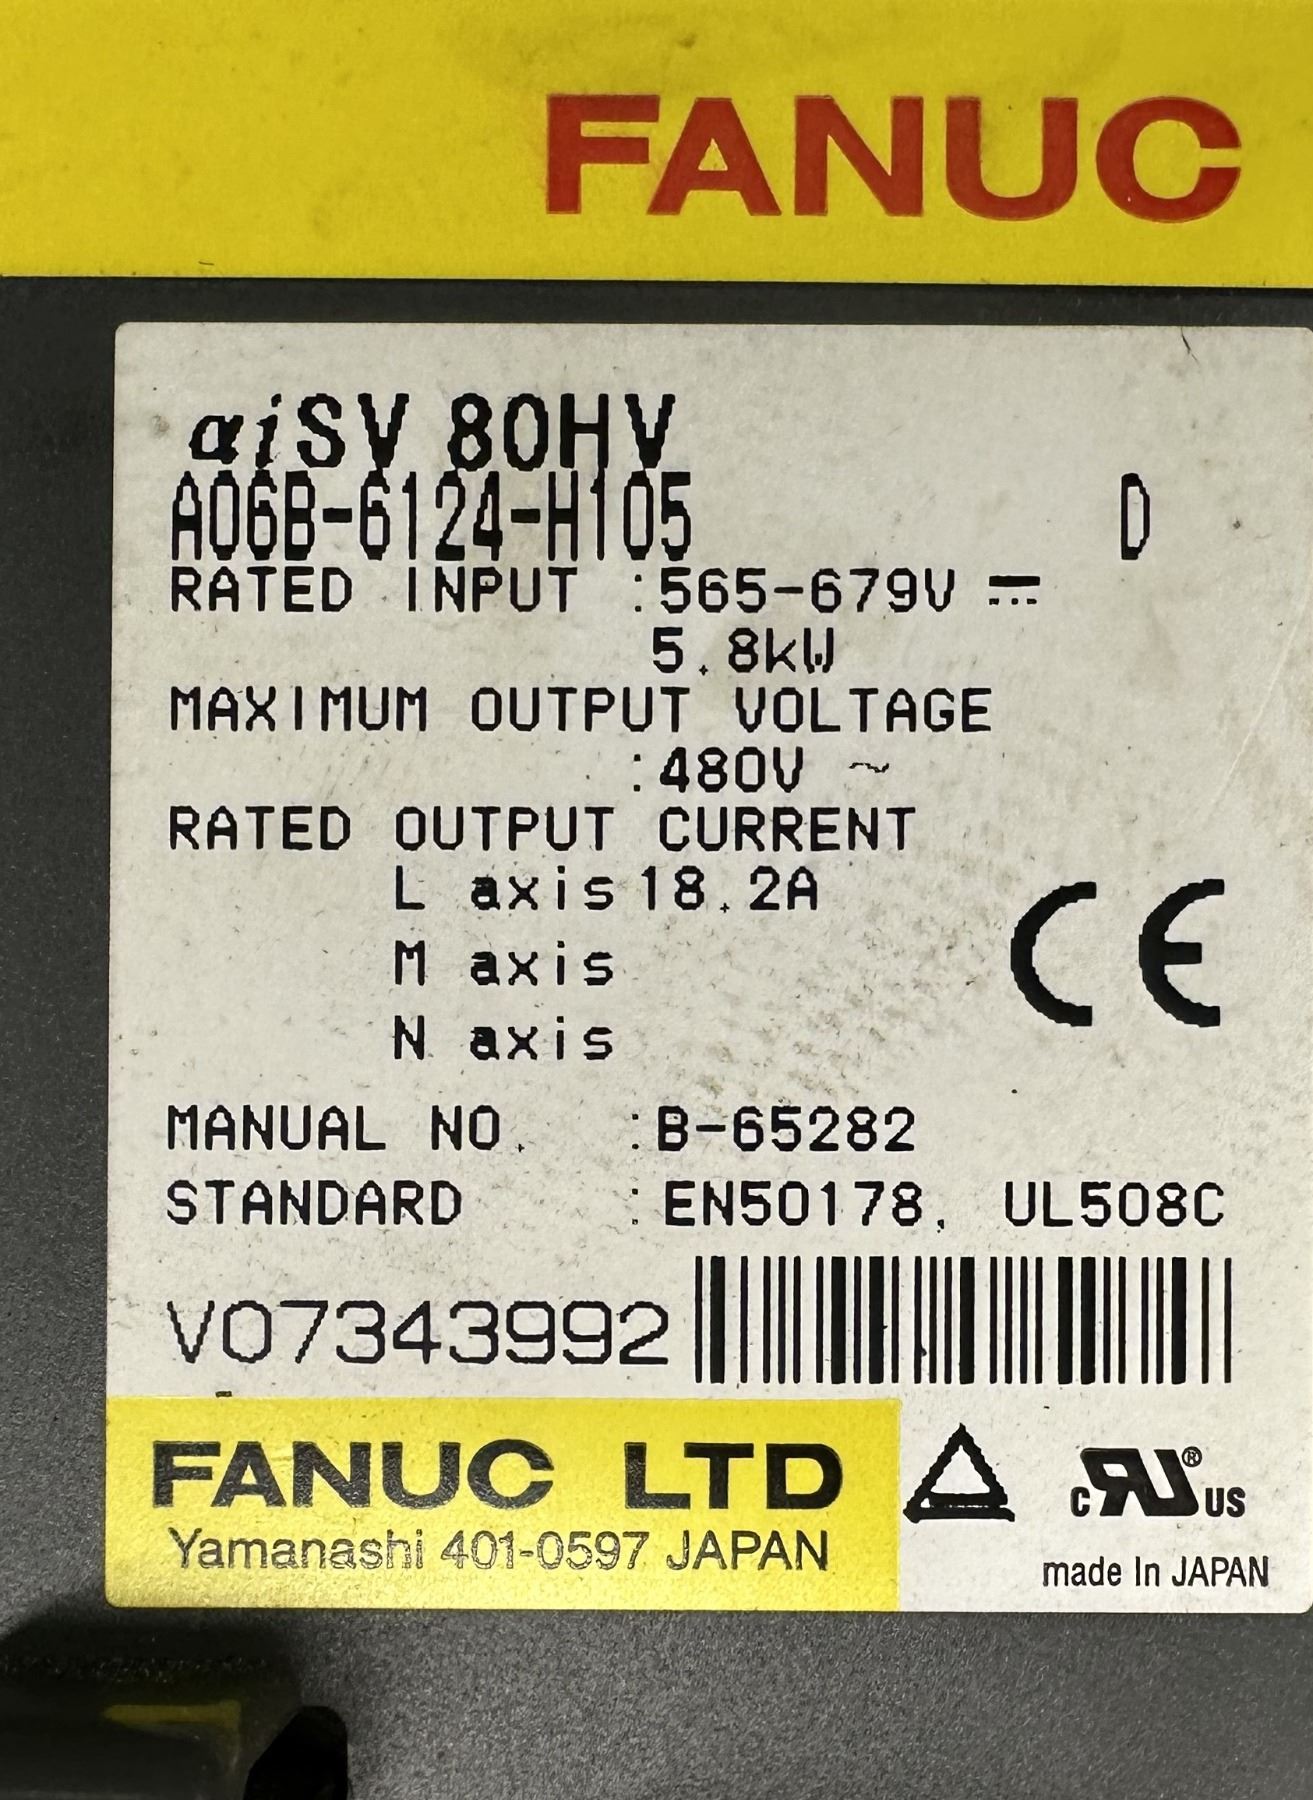 FANUC
αiSV 80HV
A06B-6124-H105 D
RATED INPUT :565-679V ⎓
5.8kW
MAXIMUM OUTPUT VOLTAGE
:480V ~
RATED OUTPUT CURRENT
L axis 18.2A
M axis
N axis
CE
MANUAL NO. :B-65282
STANDARD :EN50178, UL508C
V07343992
FANUC LTD
Yamanashi 401-0597 JAPAN
c RU ® US
made In JAPAN